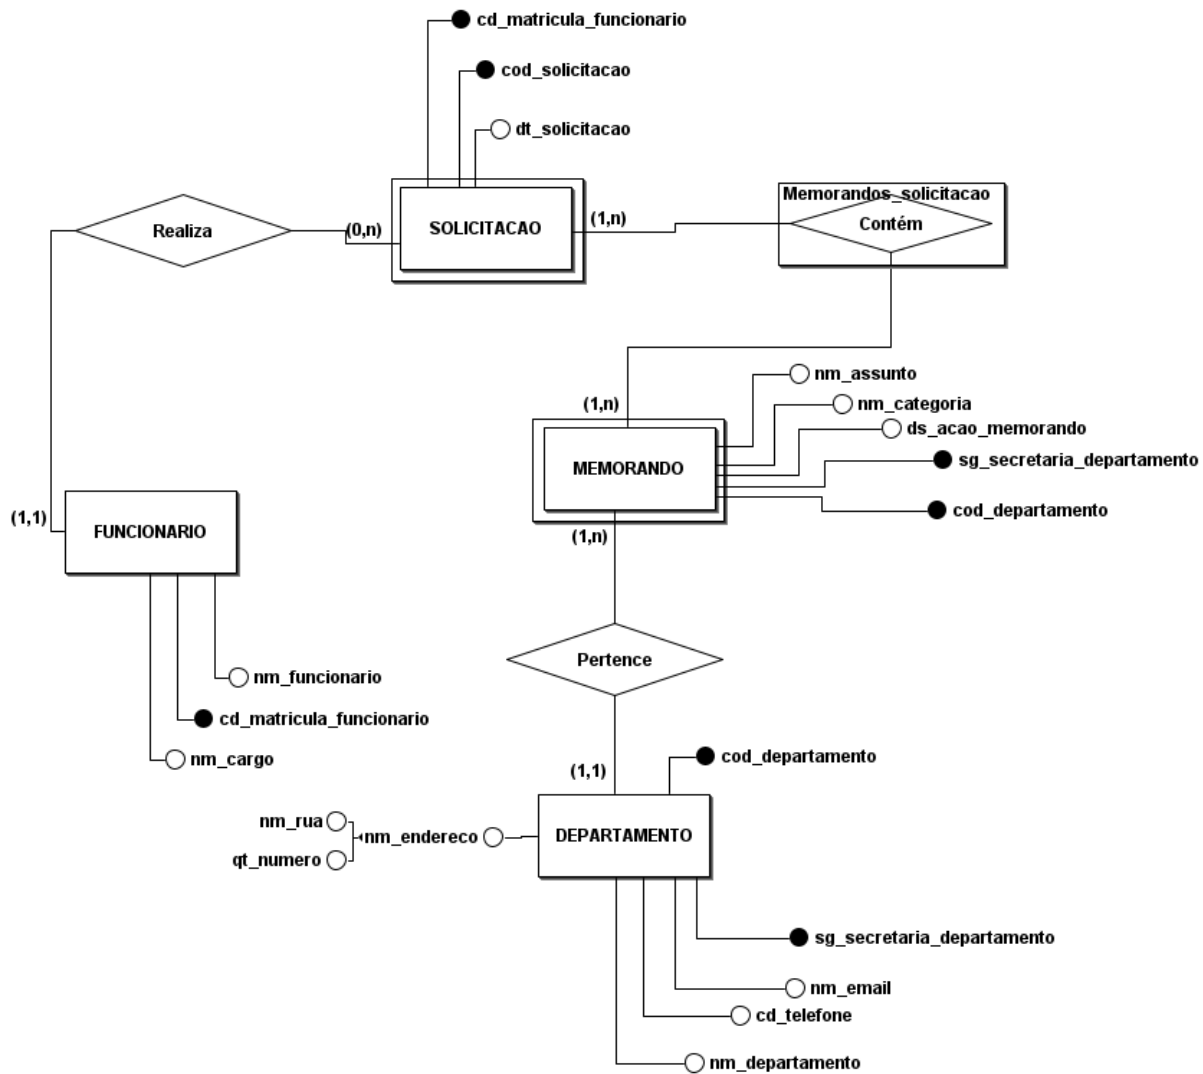 cd_matricula_funcionario
cod_solicitacao
dt_solicitacao
Memorandos_solicitacao
Realiza
(0,n)
SOLICITACAO
(1,n)
Contém
nm_assunto
(1,n)
nm_categoria
ds_acao_memorando
MEMORANDO
sg_secretaria_departamento
cod_departamento
(1,1)
FUNCIONARIO
(1,n)
Pertence
nm_funcionario
cd_matricula_funcionario
nm_cargo
cod_departamento
(1,1)
nm_rua
nm_endereco
DEPARTAMENTO
qt_numero
sg_secretaria_departamento
nm_email
cd_telefone
nm_departamento